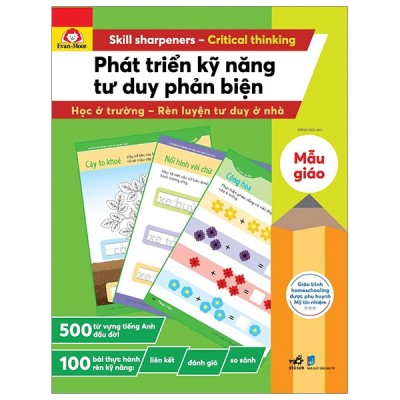 Evan-Moor
Skill sharpeners – Critical thinking
Phát triển kỹ năng
tư duy phản biện
Học ở trường – Rèn luyện tư duy ở nhà
Mẫu
giáo
Cây to khoẻ
Nối hình với chữ
Cộng hoa
Giáo trình
homeschooling
được phụ huynh
Mỹ tín nhiệm
500 từ vựng tiếng Anh
đầu đời
100 bài thực hành
rèn kỹ năng:
liên kết
đánh giá
so sánh